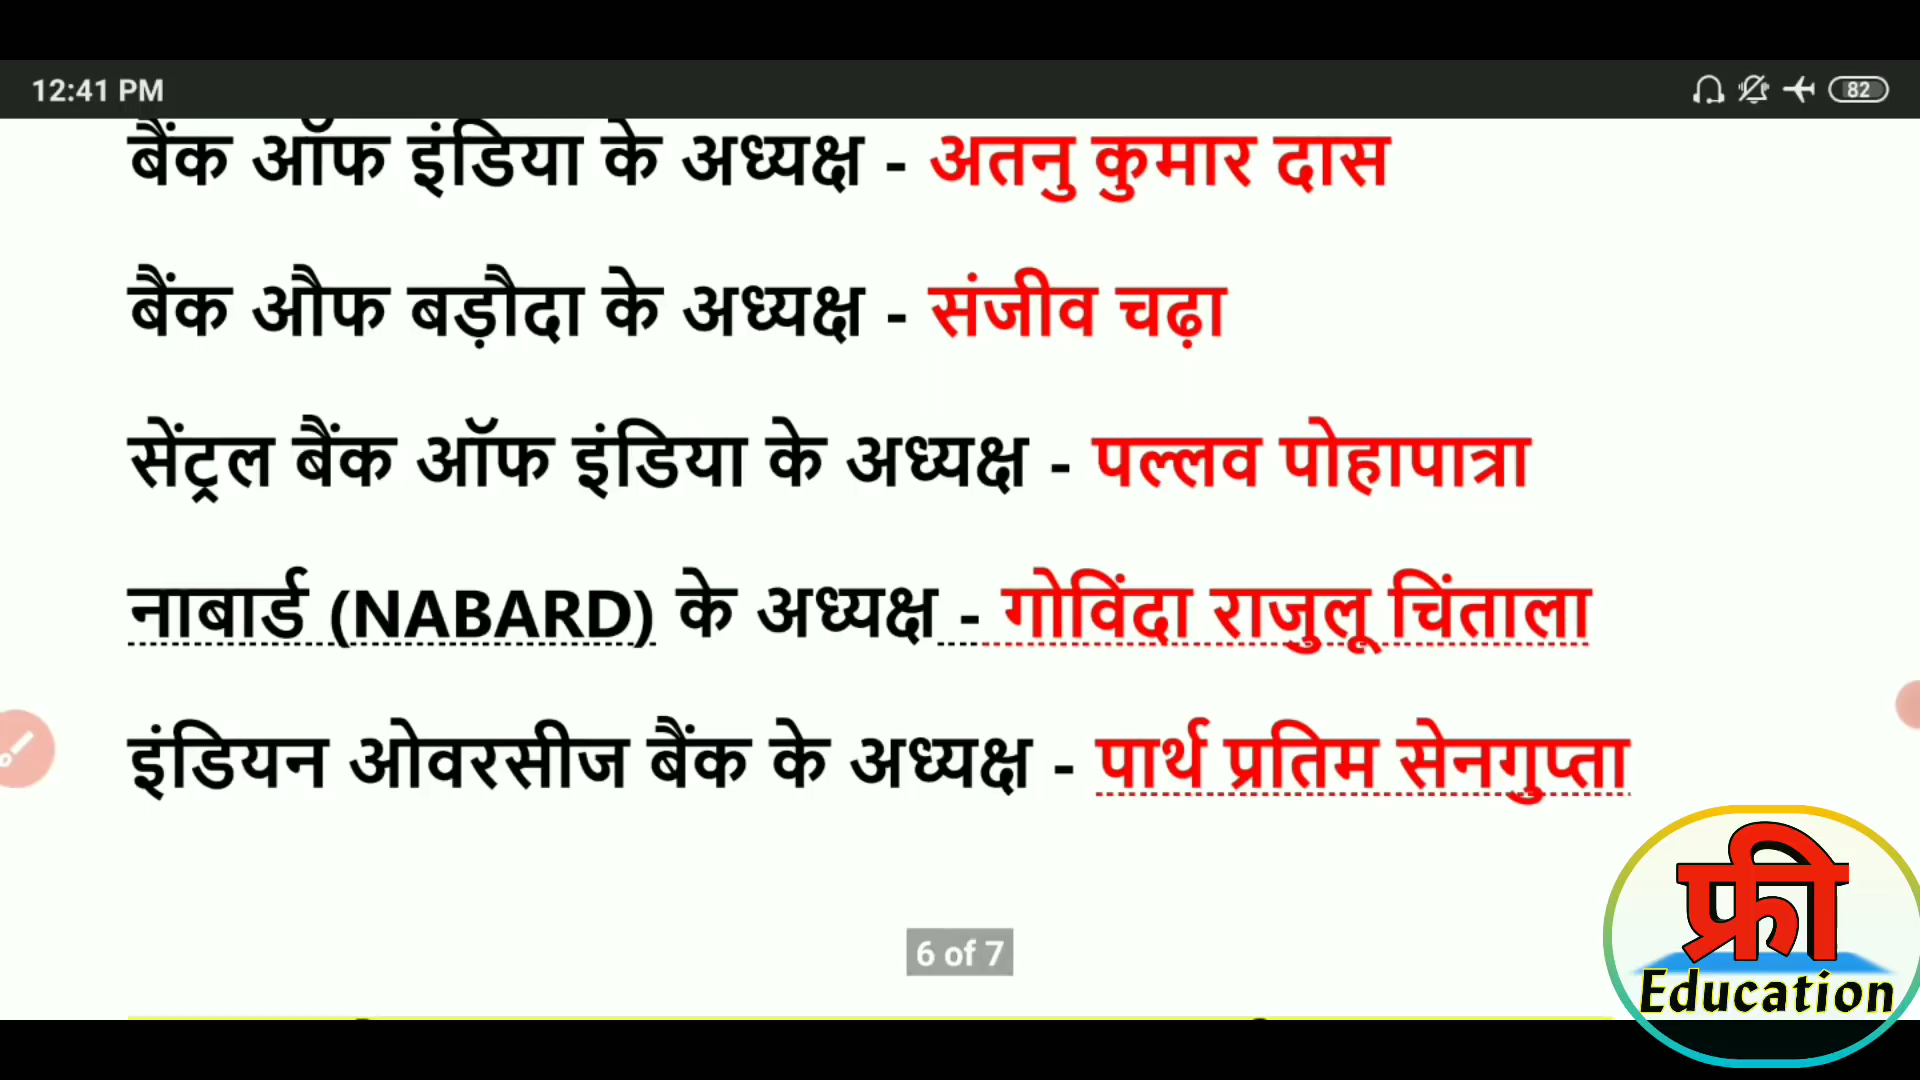 12:41 PM
82
बैंक ऑफ इंडिया के अध्यक्ष - अतनु कुमार दास
बैंक औफ बड़ौदा के अध्यक्ष - संजीव चढ़ा
सेंट्रल बैंक ऑफ इंडिया के अध्यक्ष - पल्लव पोहापात्रा
नाबार्ड (NABARD) के अध्यक्ष - गोविंदा राजुलू चिंताला
इंडियन ओवरसीज बैंक के अध्यक्ष - पार्थ प्रतिम सेनगुप्ता
6 of 7
फ्री
Education